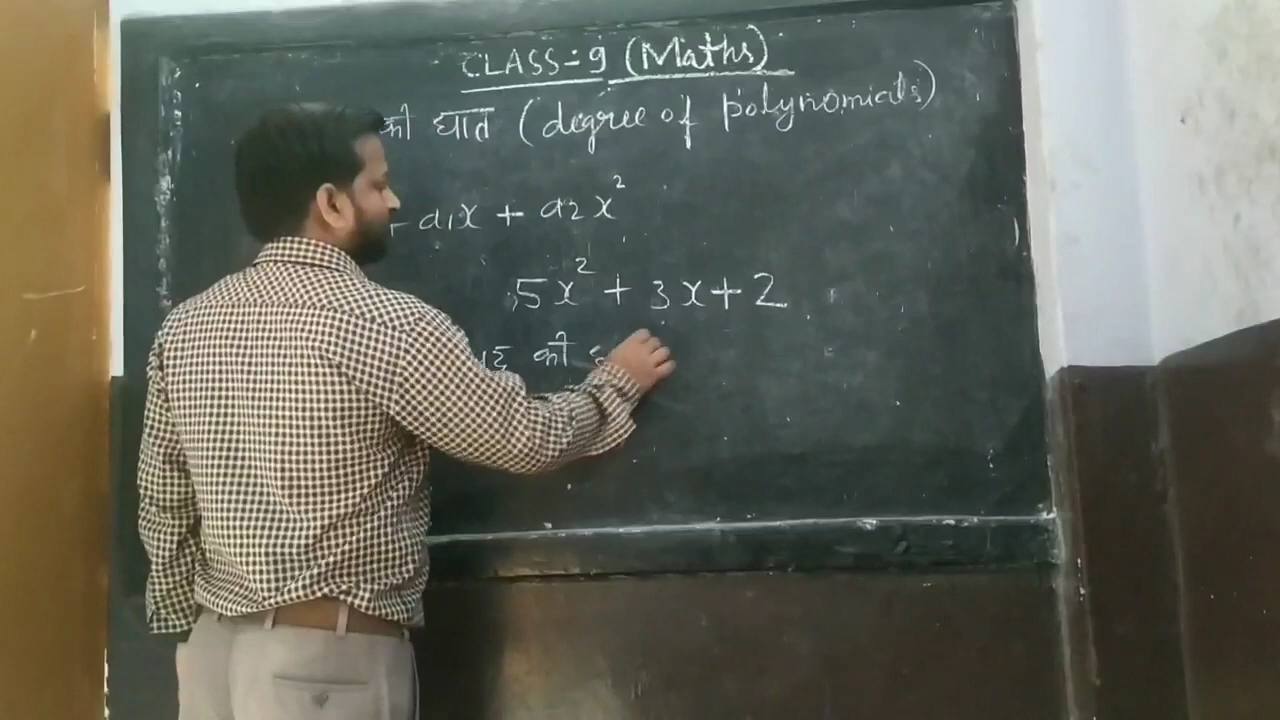 CLASS-9 (Maths)
की घात (degree of polynomials)
+ a₁x + a₂x²
5x² + 3x + 2
की